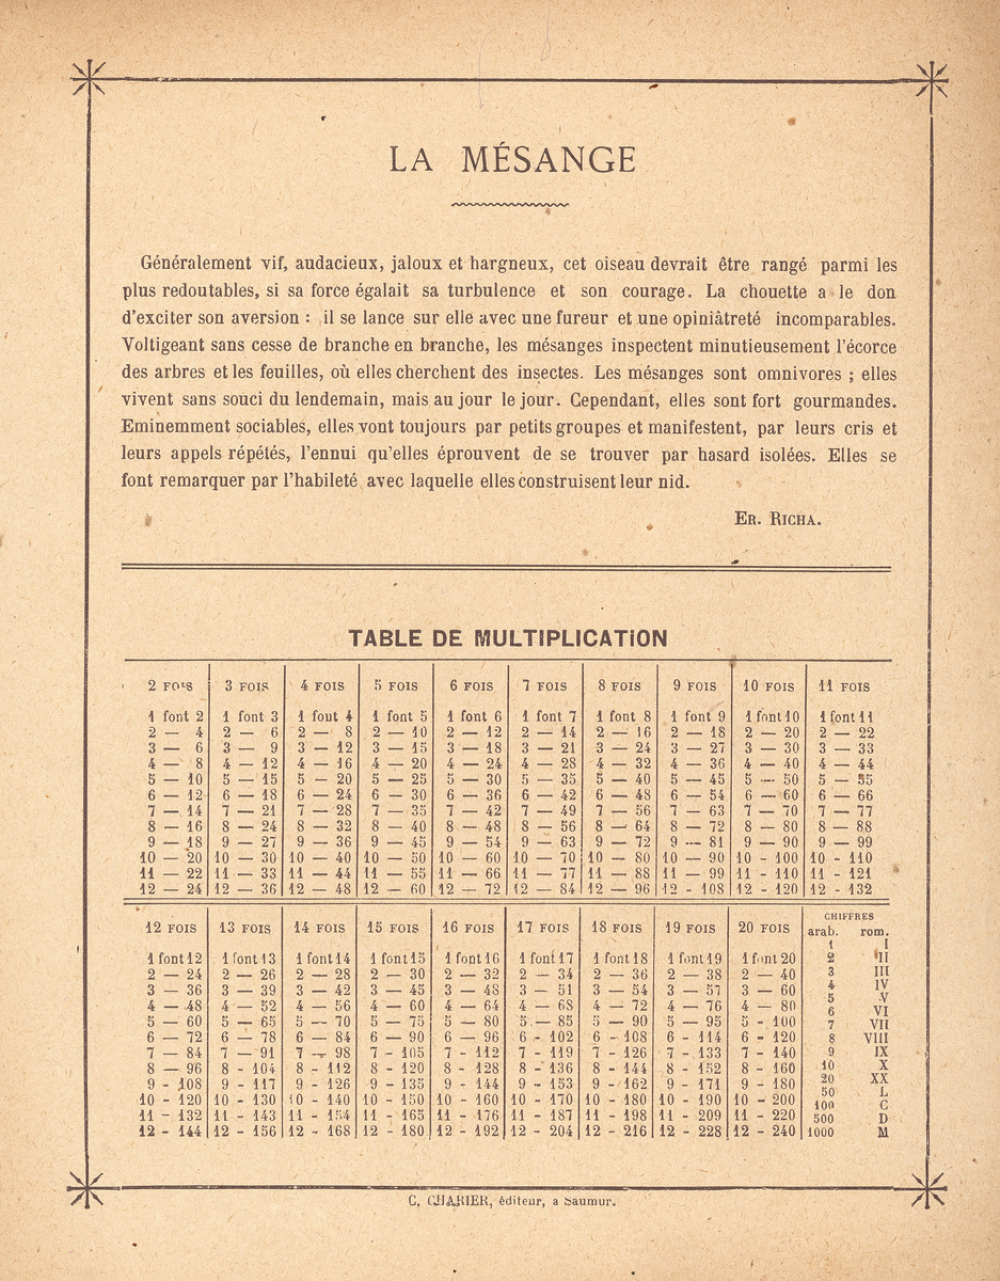 LA MÉSANGE
Généralement vif, audacieux, jaloux et hargneux, cet oiseau devrait être rangé parmi les
plus redoutables, si sa force égalait sa turbulence et son courage. La chouette a le don
d'exciter son aversion : il se lance sur elle avec une fureur et une opiniâtreté incomparables.
Voltigeant sans cesse de branche en branche, les mésanges inspectent minutieusement l'écorce
des arbres et les feuilles, où elles cherchent des insectes. Les mésanges sont omnivores ; elles
vivent sans souci du lendemain, mais au jour le jour. Cependant, elles sont fort gourmandes.
Eminemment sociables, elles vont toujours par petits groupes et manifestent, par leurs cris et
leurs appels répétés, l'ennui qu'elles éprouvent de se trouver par hasard isolées. Elles se
font remarquer par l'habileté avec laquelle elles construisent leur nid.
ER. RICHA.
TABLE DE MULTIPLICATION
2 FOIS 3 FOIS 4 FOIS 5 FOIS 6 FOIS 7 FOIS 8 FOIS 9 FOIS 10 FOIS 11 FOIS
1 font 2 1 font 3 1 font 4 1 font 5 1 font 6 1 font 7 1 font 8 1 font 9 1 font 10 1 font 11
2 — 4 2 — 6 2 — 8 2 — 10 2 — 12 2 — 14 2 — 16 2 — 18 2 — 20 2 — 22
3 — 6 3 — 9 3 — 12 3 — 15 3 — 18 3 — 21 3 — 24 3 — 27 3 — 30 3 — 33
4 — 8 4 — 12 4 — 16 4 — 20 4 — 24 4 — 28 4 — 32 4 — 36 4 — 40 4 — 44
5 — 10 5 — 15 5 — 20 5 — 25 5 — 30 5 — 35 5 — 40 5 — 45 5 — 50 5 — 55
6 — 12 6 — 18 6 — 24 6 — 30 6 — 36 6 — 42 6 — 48 6 — 54 6 — 60 6 — 66
7 — 14 7 — 21 7 — 28 7 — 35 7 — 42 7 — 49 7 — 56 7 — 63 7 — 70 7 — 77
8 — 16 8 — 24 8 — 32 8 — 40 8 — 48 8 — 56 8 — 64 8 — 72 8 — 80 8 — 88
9 — 18 9 — 27 9 — 36 9 — 45 9 — 54 9 — 63 9 — 72 9 — 81 9 — 90 9 — 99
10 — 20 10 — 30 10 — 40 10 — 50 10 — 60 10 — 70 10 — 80 10 — 90 10 - 100 10 - 110
11 — 22 11 — 33 11 — 44 11 — 55 11 — 66 11 — 77 11 — 88 11 — 99 11 - 110 11 - 121
12 — 24 12 — 36 12 — 48 12 — 60 12 — 72 12 — 84 12 — 96 12 - 108 12 - 120 12 - 132
12 FOIS 13 FOIS 14 FOIS 15 FOIS 16 FOIS 17 FOIS 18 FOIS 19 FOIS 20 FOIS
1 font 12 1 font 13 1 font 14 1 font 15 1 font 16 1 font 17 1 font 18 1 font 19 1 font 20
2 — 24 2 — 26 2 — 28 2 — 30 2 — 32 2 — 34 2 — 36 2 — 38 2 — 40
3 — 36 3 — 39 3 — 42 3 — 45 3 — 48 3 — 51 3 — 54 3 — 57 3 — 60
4 — 48 4 — 52 4 — 56 4 — 60 4 — 64 4 — 68 4 — 72 4 — 76 4 — 80
5 — 60 5 — 65 5 — 70 5 — 75 5 — 80 5 — 85 5 — 90 5 — 95 5 - 100
6 — 72 6 — 78 6 — 84 6 — 90 6 — 96 6 - 102 6 - 108 6 - 114 6 - 120
7 — 84 7 — 91 7 — 98 7 - 105 7 - 112 7 - 119 7 - 126 7 - 133 7 - 140
8 — 96 8 - 104 8 - 112 8 - 120 8 - 128 8 - 136 8 - 144 8 - 152 8 - 160
9 - 108 9 - 117 9 - 126 9 - 135 9 - 144 9 - 153 9 - 162 9 - 171 9 - 180
10 - 120 10 - 130 10 - 140 10 - 150 10 - 160 10 - 170 10 - 180 10 - 190 10 - 200
11 - 132 11 - 143 11 - 154 11 - 165 11 - 176 11 - 187 11 - 198 11 - 209 11 - 220
12 - 144 12 - 156 12 - 168 12 - 180 12 - 192 12 - 204 12 - 216 12 - 228 12 - 240
CHIFFRES
arab. rom.
1 I
2 II
3 III
4 IV
5 V
6 VI
7 VII
8 VIII
9 IX
10 X
20 XX
50 L
100 C
500 D
1000 M
C. CHARIER, éditeur, a Saumur.